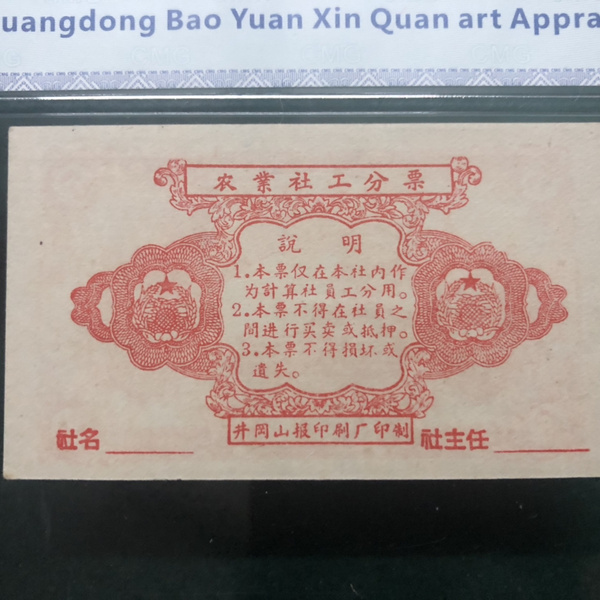 uangdong Bao Yuan Xin Quan art Appra
农業社工分票
說明
1.本票仅在本社内作
为計算社員工分用。
2.本票不得在社員之
間进行买卖或抵押。
3.本票不得損坏或
遺失。
井岡山报印刷厂印制
社名
社主任